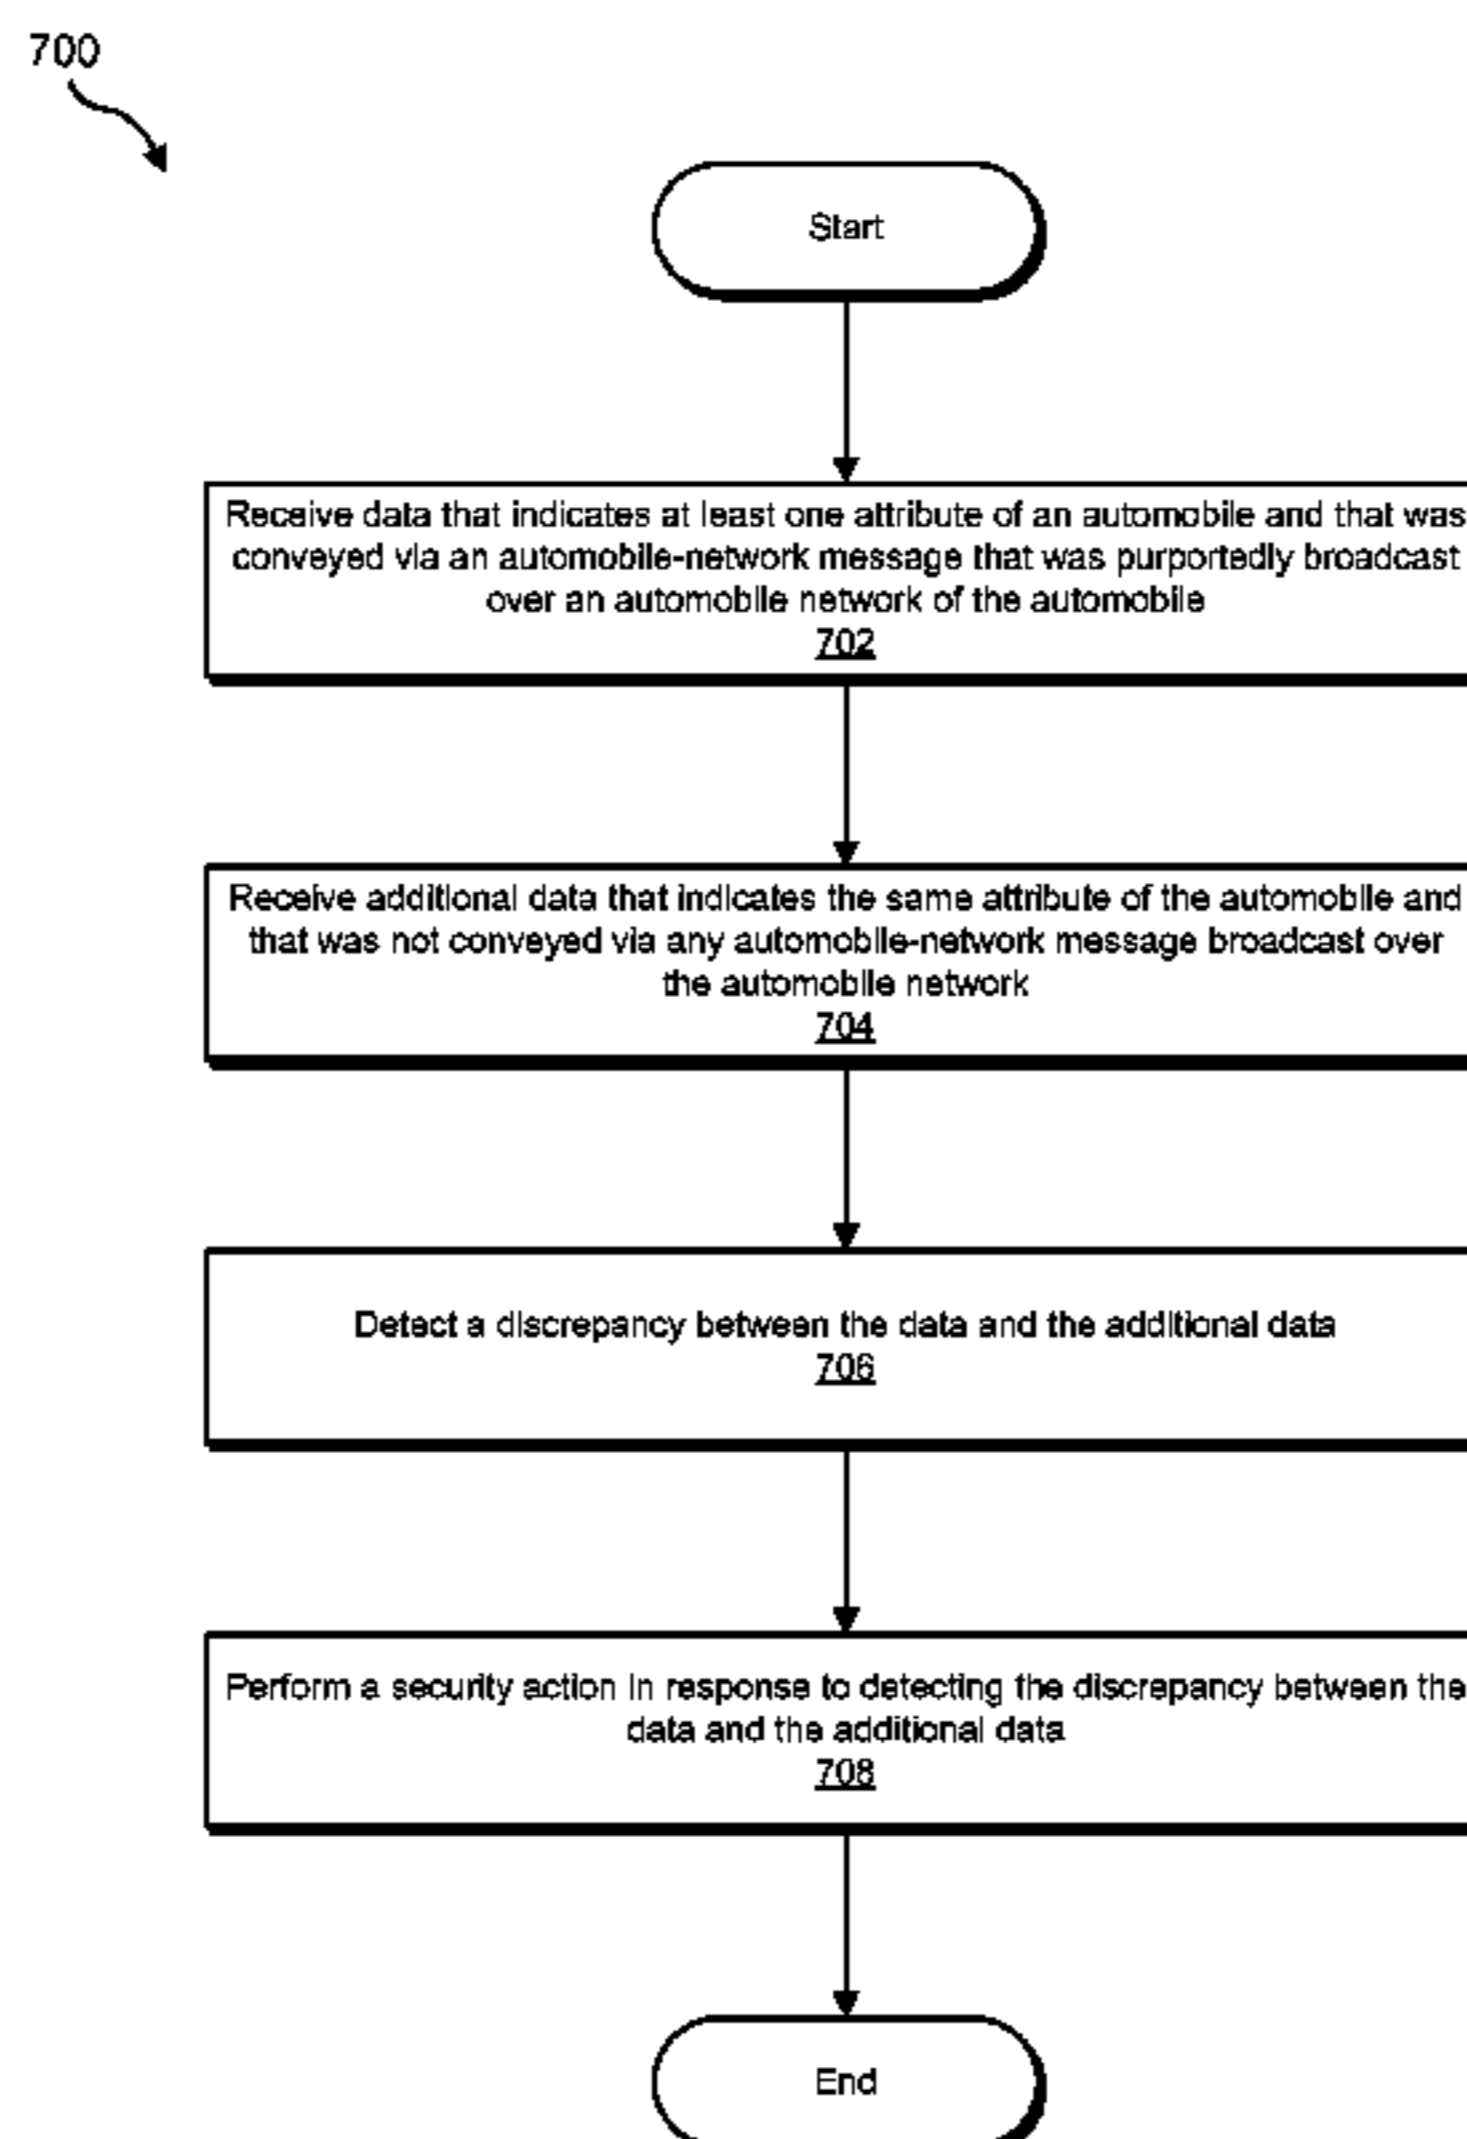 700
Start
Receive data that indicates at least one attribute of an automobile and that was
conveyed via an automobile-network message that was purportedly broadcast
over an automobile network of the automobile
702
Receive additional data that indicates the same attribute of the automobile and
that was not conveyed via any automobile-network message broadcast over
the automobile network
704
Detect a discrepancy between the data and the additional data
706
Perform a security action in response to detecting the discrepancy between the
data and the additional data
708
End